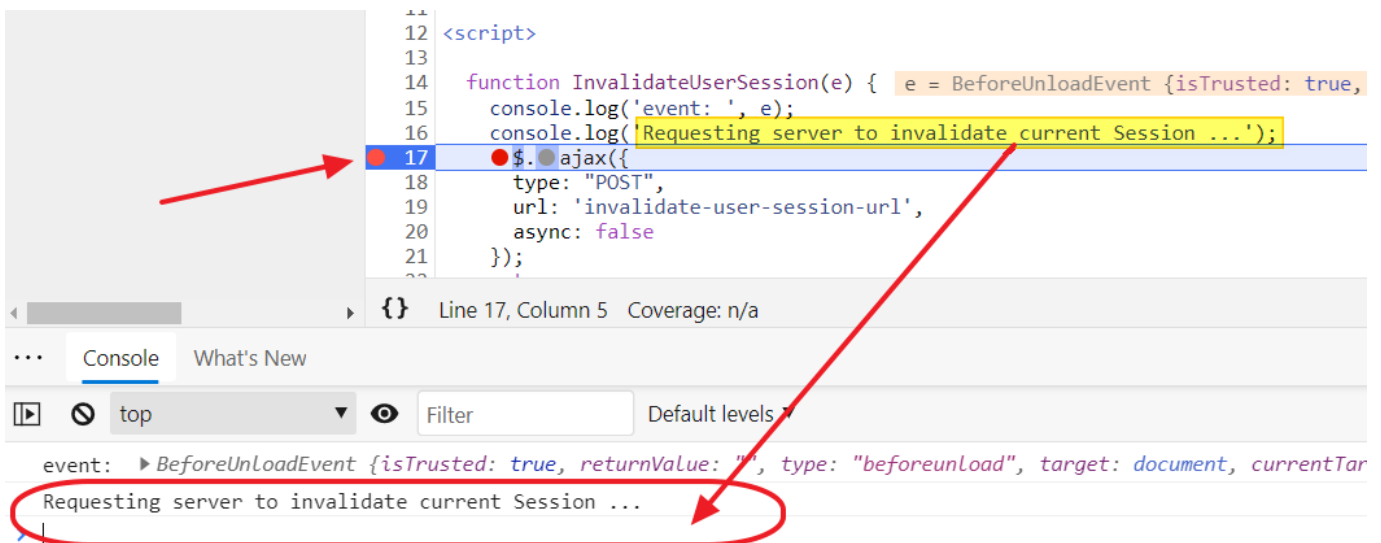 11
12 <script>
13
14 function InvalidateUserSession(e) { e = BeforeUnloadEvent {isTrusted: true,
15 console.log('event: ', e);
16 console.log('Requesting server to invalidate current Session ...');
17 $.ajax({
18 type: "POST",
19 url: 'invalidate-user-session-url',
20 async: false
21 });
{} Line 17, Column 5 Coverage: n/a
... Console What's New
top Filter Default levels
event: BeforeUnloadEvent {isTrusted: true, returnValue: "", type: "beforeunload", target: document, currentTar
Requesting server to invalidate current Session ...